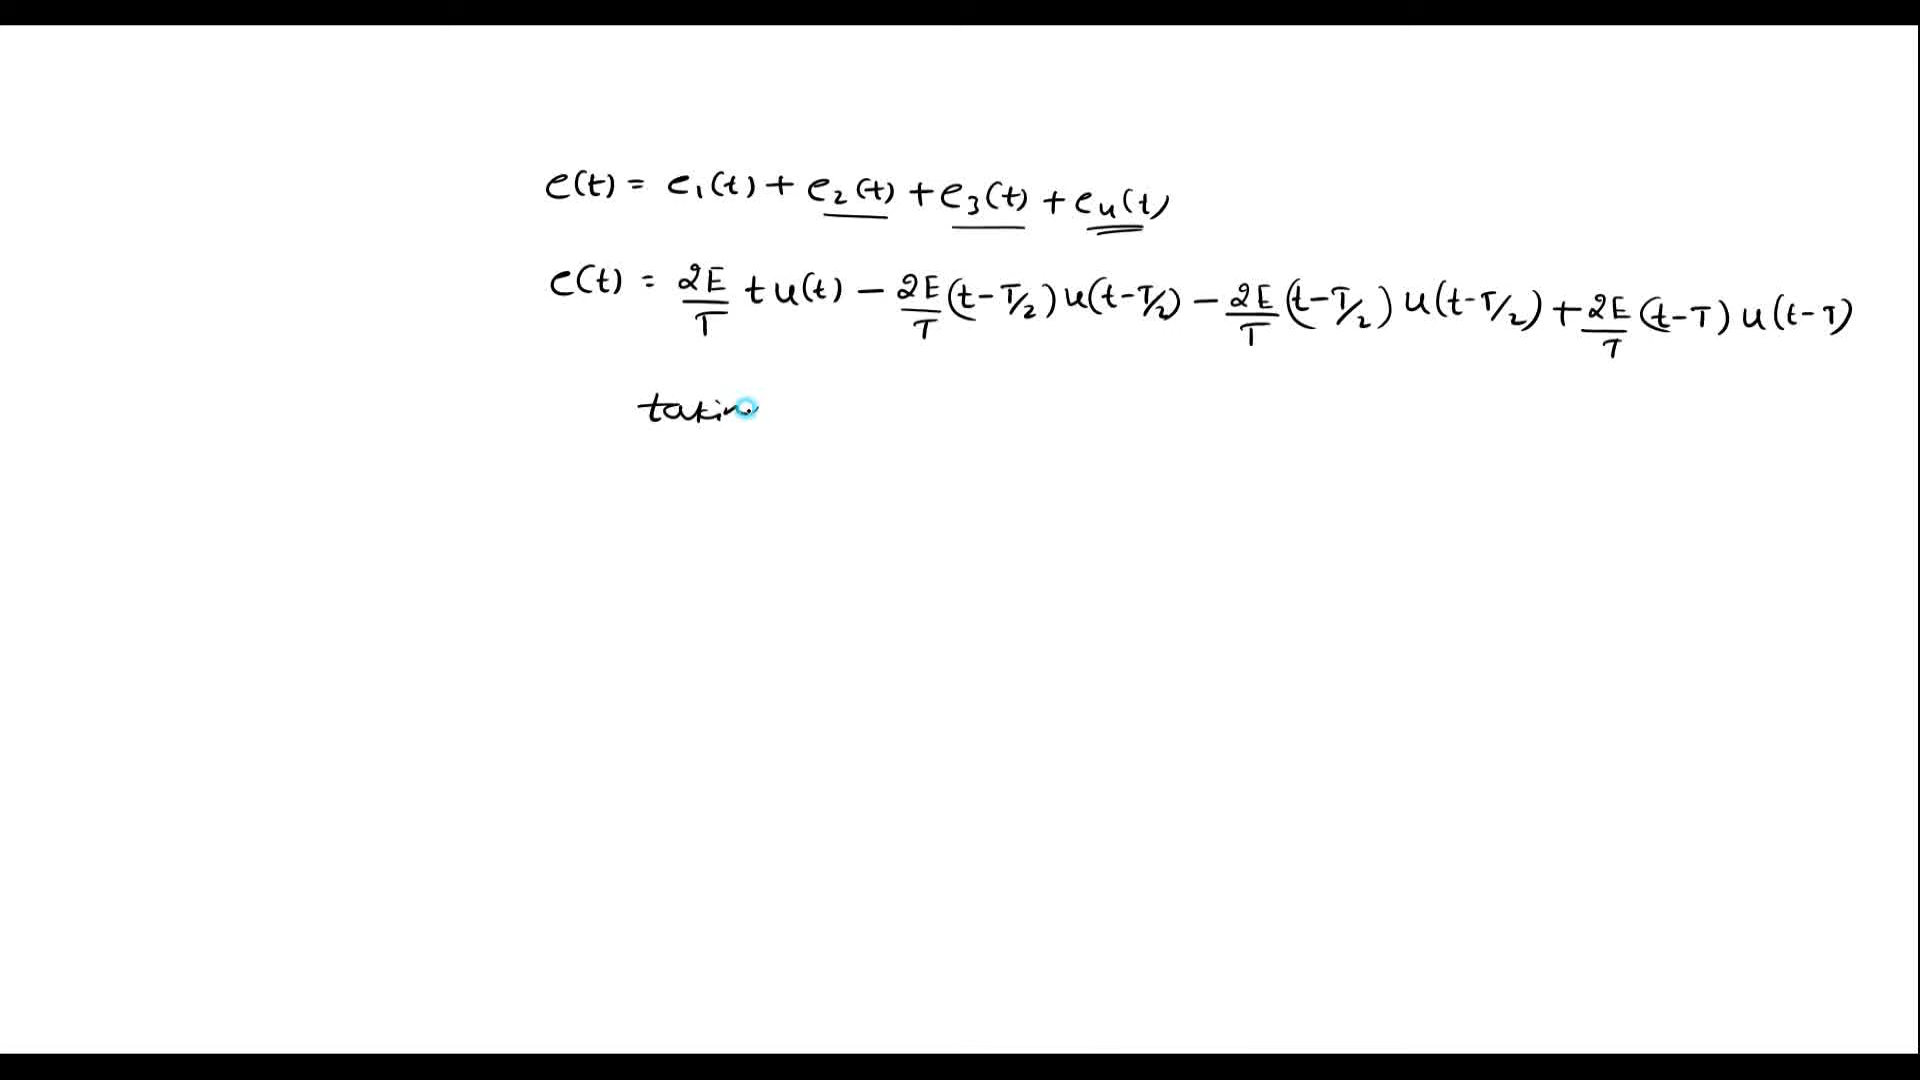 e(t) = e₁(t) + e₂(t) + e₃(t) + e₄(t)
e(t) = 2E/T t u(t) − 2E/T (t−T/2) u(t−T/2) − 2E/T (t−T/2) u(t−T/2) + 2E/T (t−T) u(t−T)
takin